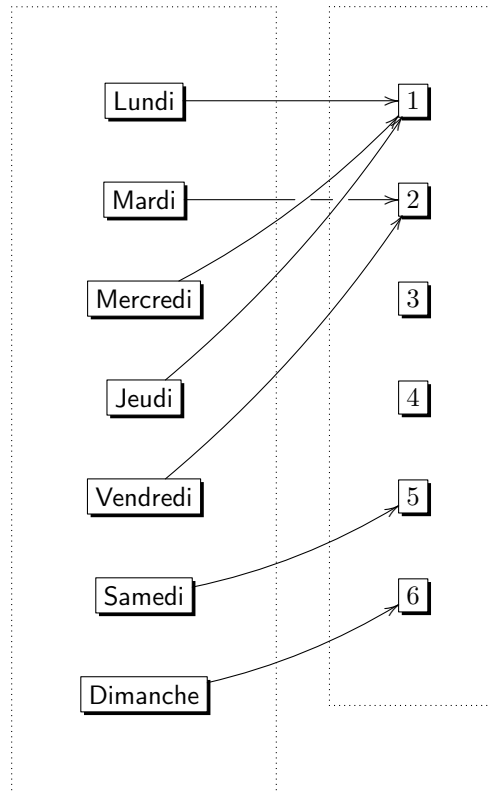 Lundi
1
Mardi
2
Mercredi
3
Jeudi
4
Vendredi
5
Samedi
6
Dimanche